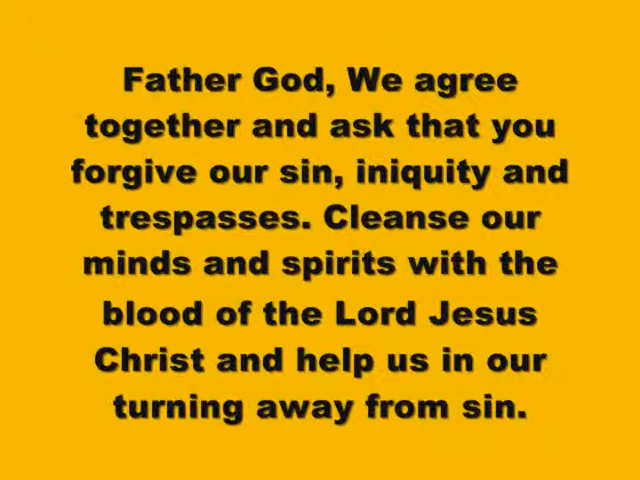 Father God, We agree
together and ask that you
forgive our sin, iniquity and
trespasses. Cleanse our
minds and spirits with the
blood of the Lord Jesus
Christ and help us in our
turning away from sin.